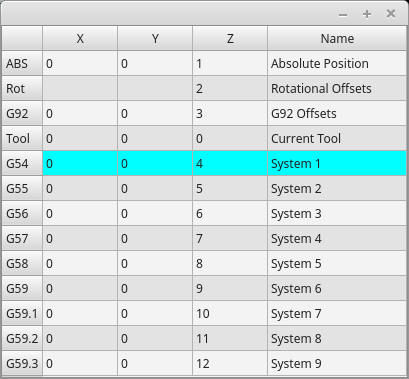 X Y Z Name
ABS 0 0 1 Absolute Position
Rot 2 Rotational Offsets
G92 0 0 3 G92 Offsets
Tool 0 0 0 Current Tool
G54 0 0 4 System 1
G55 0 0 5 System 2
G56 0 0 6 System 3
G57 0 0 7 System 4
G58 0 0 8 System 5
G59 0 0 9 System 6
G59.1 0 0 10 System 7
G59.2 0 0 11 System 8
G59.3 0 0 12 System 9